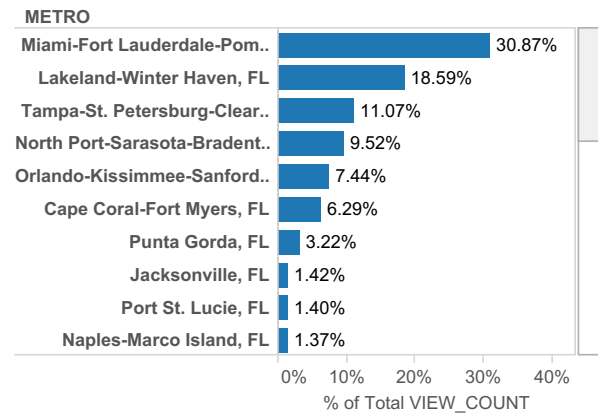 METRO
Miami-Fort Lauderdale-Pom.. 30.87%
Lakeland-Winter Haven, FL 18.59%
Tampa-St. Petersburg-Clear.. 11.07%
North Port-Sarasota-Bradent.. 9.52%
Orlando-Kissimmee-Sanford.. 7.44%
Cape Coral-Fort Myers, FL 6.29%
Punta Gorda, FL 3.22%
Jacksonville, FL 1.42%
Port St. Lucie, FL 1.40%
Naples-Marco Island, FL 1.37%
0% 10% 20% 30% 40%
% of Total VIEW_COUNT